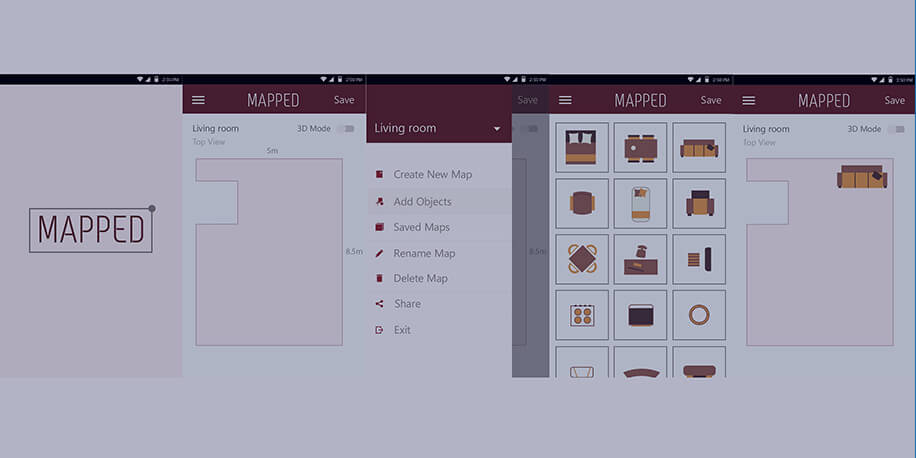 2:50 PM
MAPPED
2:50 PM
MAPPED
Save
Living room
3D Mode
Top View
5m
8.5m
2:50 PM
Save
Living room
Create New Map
Add Objects
Saved Maps
Rename Map
Delete Map
Share
Exit
2:50 PM
MAPPED
Save
2:50 PM
MAPPED
Save
Living room
3D Mode
Top View